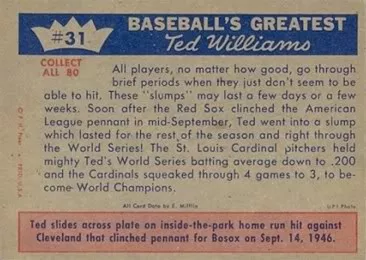 #31
BASEBALL'S GREATEST
Ted Williams
COLLECT
ALL 80
All players, no matter how good, go through
brief periods when they just don't seem to be
able to hit. These "slumps" may last a few days or a
few weeks. Soon after the Red Sox clinched the American
League pennant in mid-September, Ted went into a slump
which lasted for the rest of the season and right through
the World Series! The St. Louis Cardinal pitchers held
mighty Ted's World Series batting average down to .200
and the Cardinals squeaked through 4 games to 3, to be-
come World Champions.
All Card Data by E. Mifflin
UPI Photo
Ted slides across plate on inside-the-park home run hit against
Cleveland that clinched pennant for Bosox on Sept. 14, 1946.